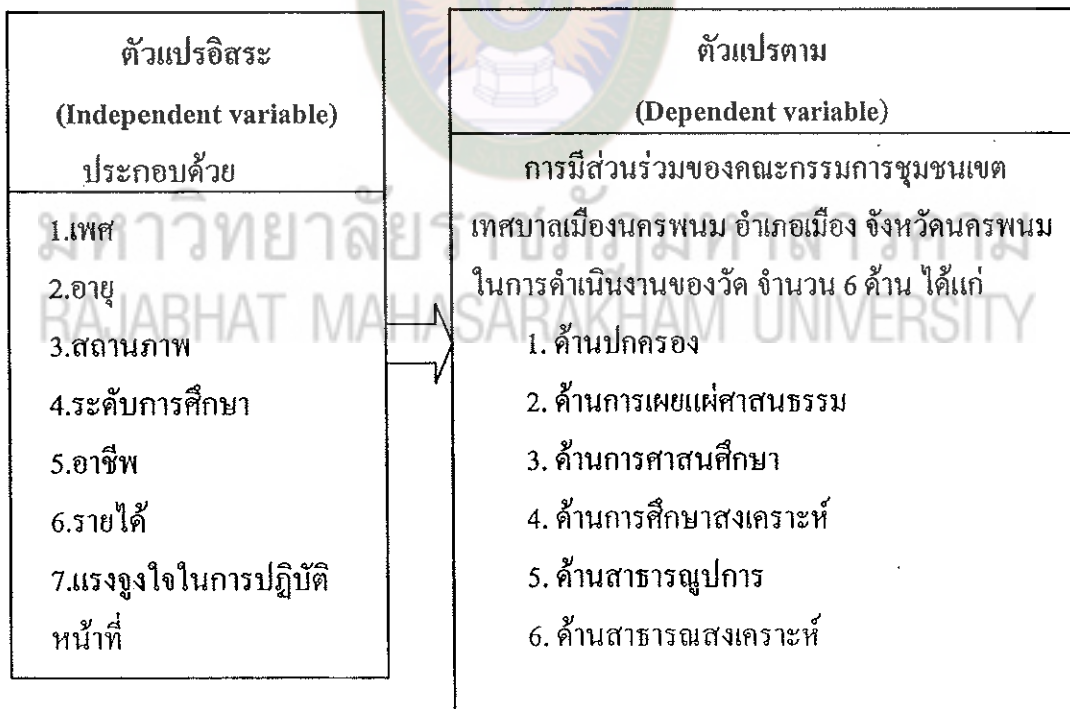 ตัวแปรอิสระ
(Independent variable)
ประกอบด้วย
1.เพศ
2.อายุ
3.สถานภาพ
4.ระดับการศึกษา
5.อาชีพ
6.รายได้
7.แรงจูงใจในการปฏิบัติ
หน้าที่
ตัวแปรตาม
(Dependent variable)
การมีส่วนร่วมของคณะกรรมการชุมชนเขต
เทศบาลเมืองนครพนม อำเภอเมือง จังหวัดนครพนม
ในการดำเนินงานของวัด จำนวน 6 ด้าน ได้แก่
1. ด้านปกครอง
2. ด้านการเผยแผ่ศาสนธรรม
3. ด้านการศาสนศึกษา
4. ด้านการศึกษาสงเคราะห์
5. ด้านสาธารณูปการ
6. ด้านสาธารณสงเคราะห์
มหาวิทยาลัยราชภัฏมหาสารคาม
RAJABHAT MAHASARAKHAM UNIVERSITY